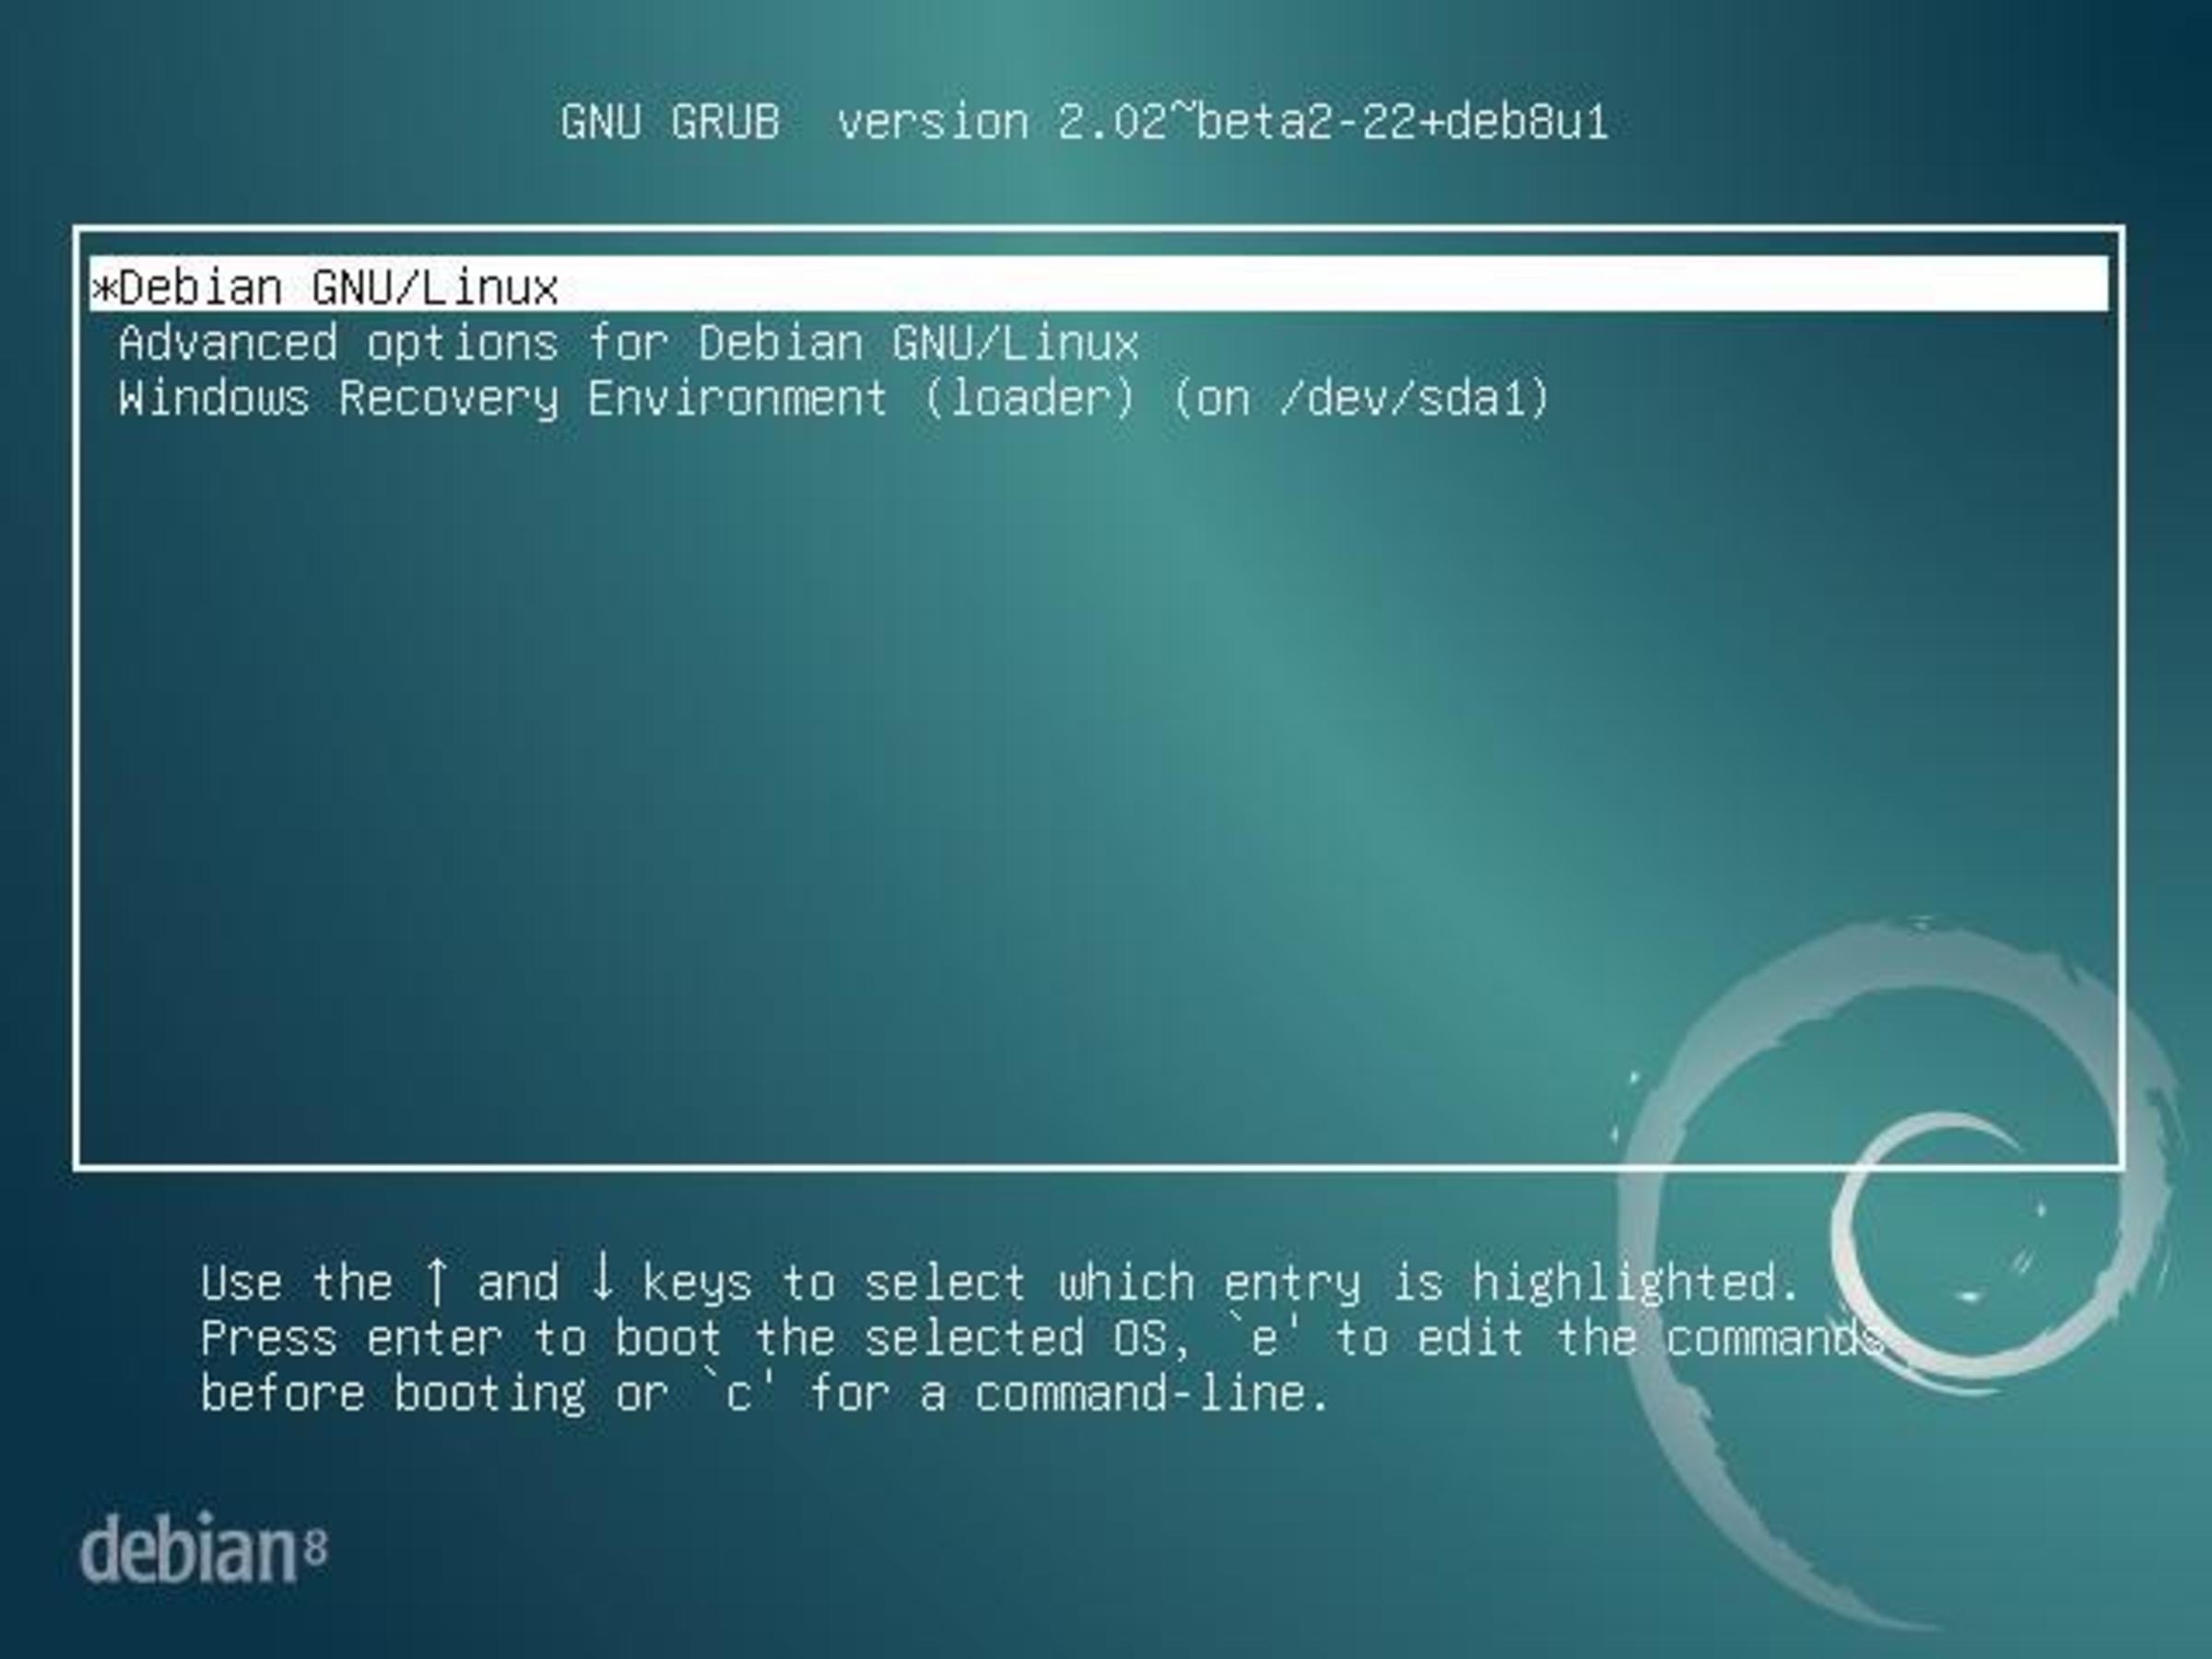 GNU GRUB  version 2.02~beta2-22+deb8u1
*Debian GNU/Linux
Advanced options for Debian GNU/Linux
Windows Recovery Environment (loader) (on /dev/sda1)
Use the ↑ and ↓ keys to select which entry is highlighted.
Press enter to boot the selected OS, `e' to edit the commands
before booting or `c' for a command-line.
debian 8